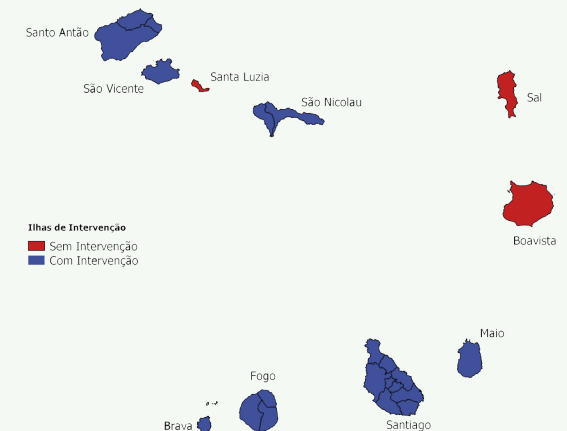 Santo Antão
São Vicente
Santa Luzia
São Nicolau
Sal
Boavista
Ilhas de Intervenção
Sem Intervenção
Com Intervenção
Maio
Fogo
Santiago
Brava